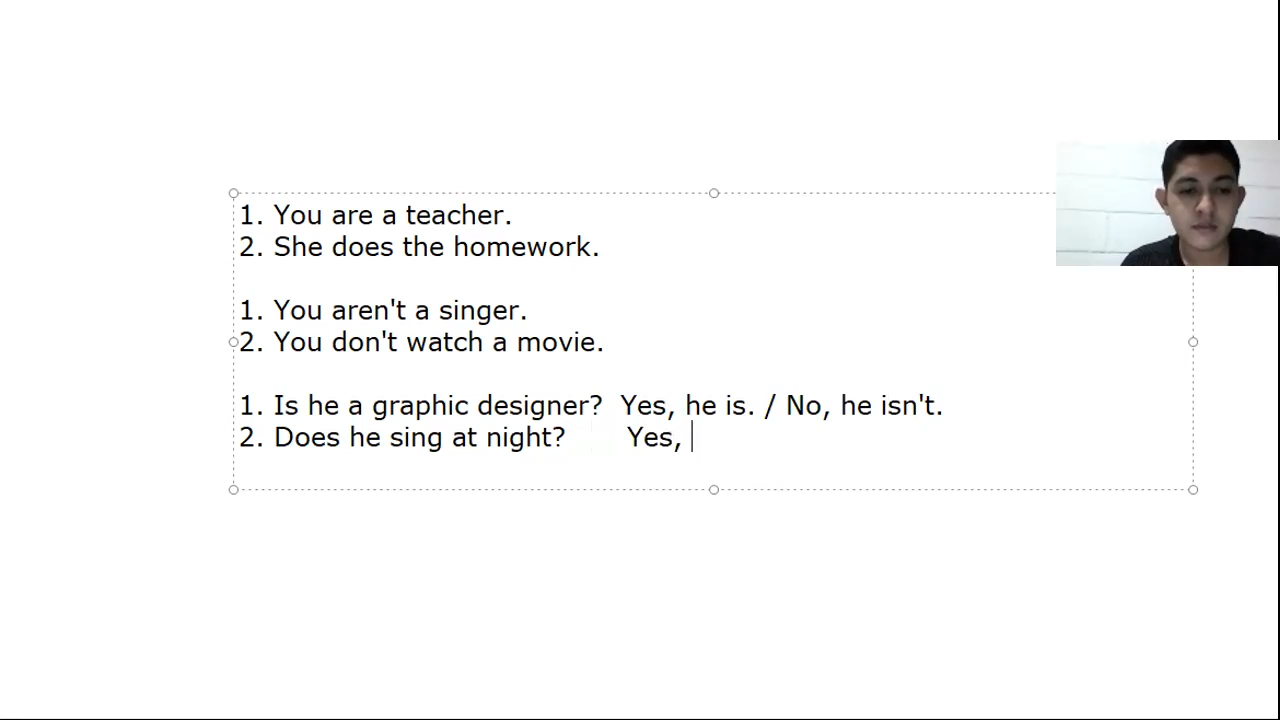 1. You are a teacher.
2. She does the homework.
1. You aren't a singer.
2. You don't watch a movie.
1. Is he a graphic designer?  Yes, he is. / No, he isn't.
2. Does he sing at night?       Yes,